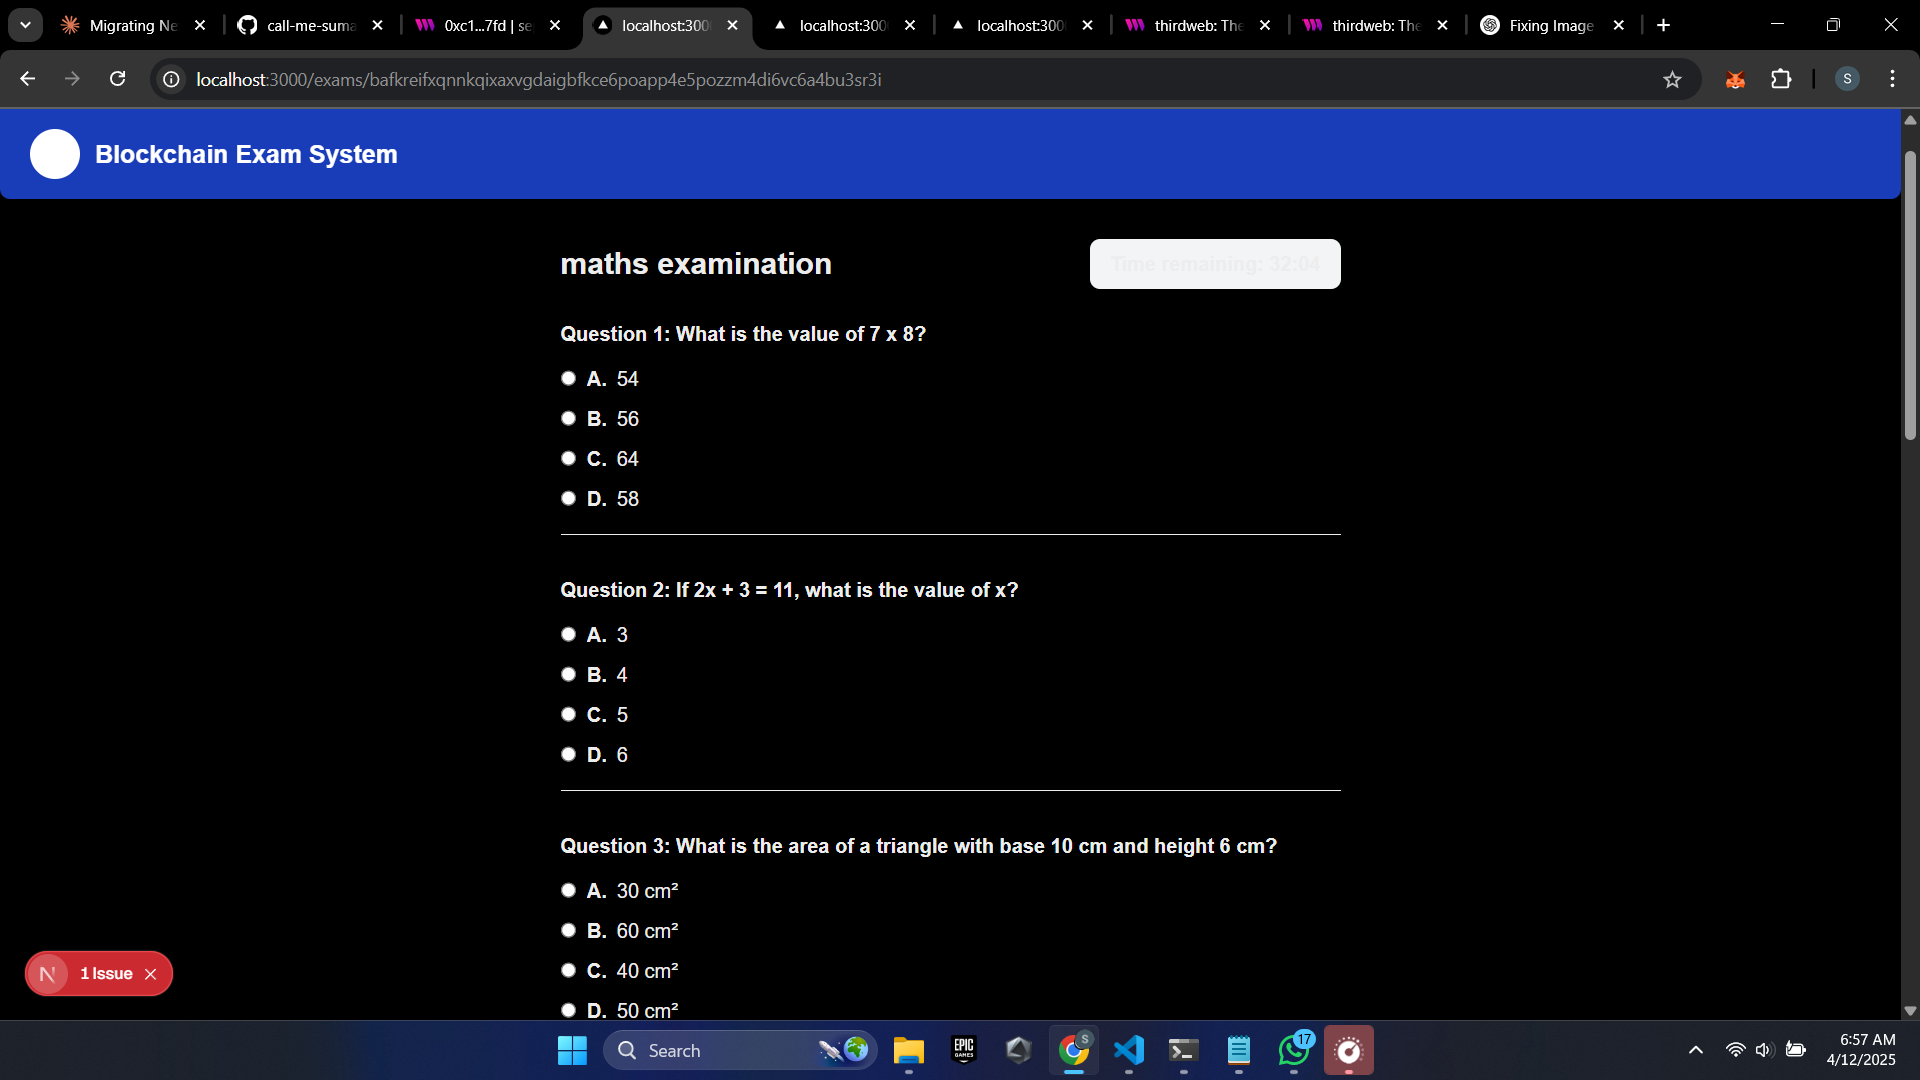 Migrating Ne
call-me-suma
0xc1...7fd | se
localhost:300
localhost:300
localhost:300
thirdweb: The
thirdweb: The
Fixing Image
localhost:3000/exams/bafkreifxqnnkqixaxvgdaigbfkce6poapp4e5pozzm4di6vc6a4bu3sr3i
S
Blockchain Exam System
maths examination
Time remaining: 32:04
Question 1: What is the value of 7 x 8?
A. 54
B. 56
C. 64
D. 58
Question 2: If 2x + 3 = 11, what is the value of x?
A. 3
B. 4
C. 5
D. 6
Question 3: What is the area of a triangle with base 10 cm and height 6 cm?
A. 30 cm²
B. 60 cm²
C. 40 cm²
D. 50 cm²
N 1 Issue
Search
EPIC
GAMES
S
17
6:57 AM
4/12/2025